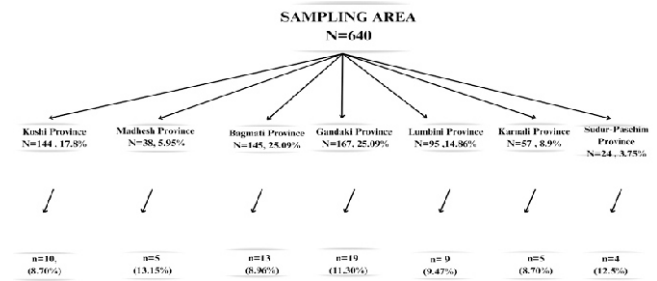 SAMPLING AREA
N=640
Koshi Province
N=144 , 17.8%
Madhesh Province
N=38, 5.95%
Bagmati Province
N=145, 25.09%
Gandaki Province
N=167, 25.09%
Lumbini Province
N=95 ,14.86%
Karnali Province
N=57 , 8.9%
Sudur-Paschim
Province
N=24 , 3.75%
n=10,
(8.70%)
n=5
(13.15%)
n=13
(8.96%)
n=19
(11.30%)
n= 9
(9.47%)
n=5
(8.70%)
n=4
(12.5%)